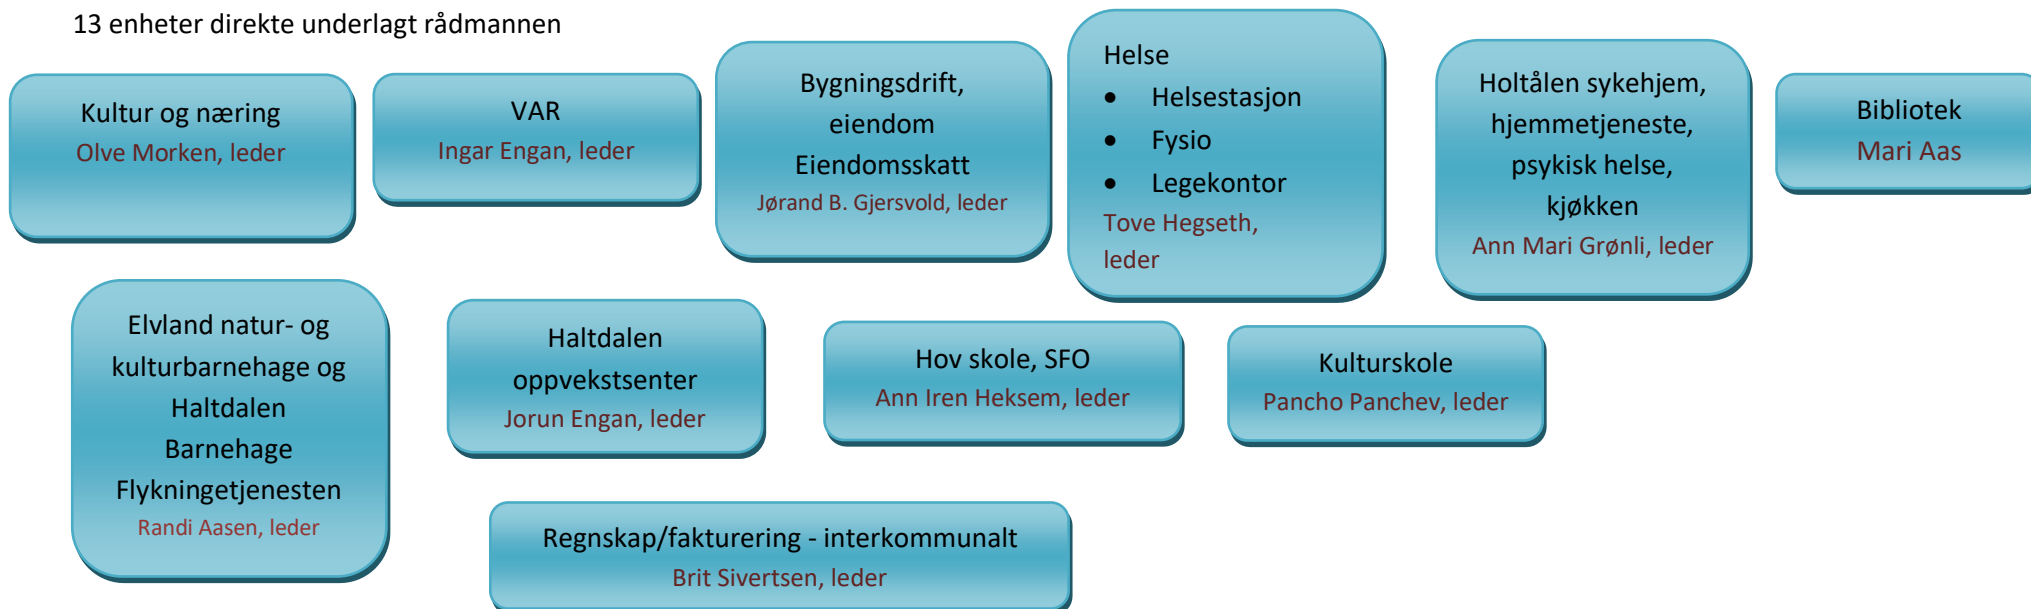 13 enheter direkte underlagt rådmannen
Kultur og næring
Olve Morken, leder
VAR
Ingar Engan, leder
Bygningsdrift,
eiendom
Eiendomsskatt
Jørand B. Gjersvold, leder
Helse
• Helsestasjon
• Fysio
• Legekontor
Tove Hegseth,
leder
Holtålen sykehjem,
hjemmetjeneste,
psykisk helse,
kjøkken
Ann Mari Grønli, leder
Bibliotek
Mari Aas
Elvland natur- og
kulturbarnehage og
Haltdalen
Barnehage
Flykningetjenesten
Randi Aasen, leder
Haltdalen
oppvekstsenter
Jorun Engan, leder
Hov skole, SFO
Ann Iren Heksem, leder
Kulturskole
Pancho Panchev, leder
Regnskap/fakturering - interkommunalt
Brit Sivertsen, leder